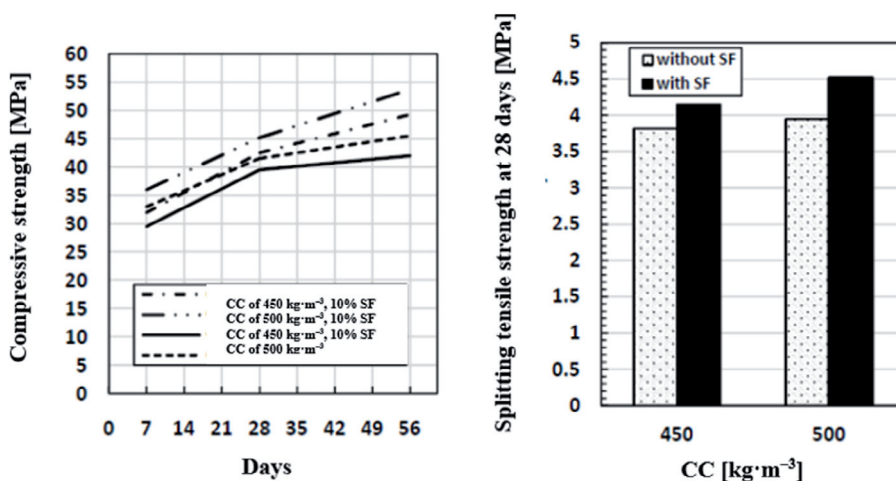 Compressive strength [MPa]
60
55
50
45
40
35
30
25
20
15
10
5
0
CC of 450 kg·m⁻³, 10% SF
CC of 500 kg·m⁻³, 10% SF
CC of 450 kg·m⁻³, 10% SF
CC of 500 kg·m⁻³
0 7 14 21 28 35 42 49 56
Days
Splitting tensile strength at 28 days [MPa]
5
4.5
4
3.5
3
2.5
2
1.5
1
0.5
0
without SF
with SF
450 500
CC [kg·m⁻³]